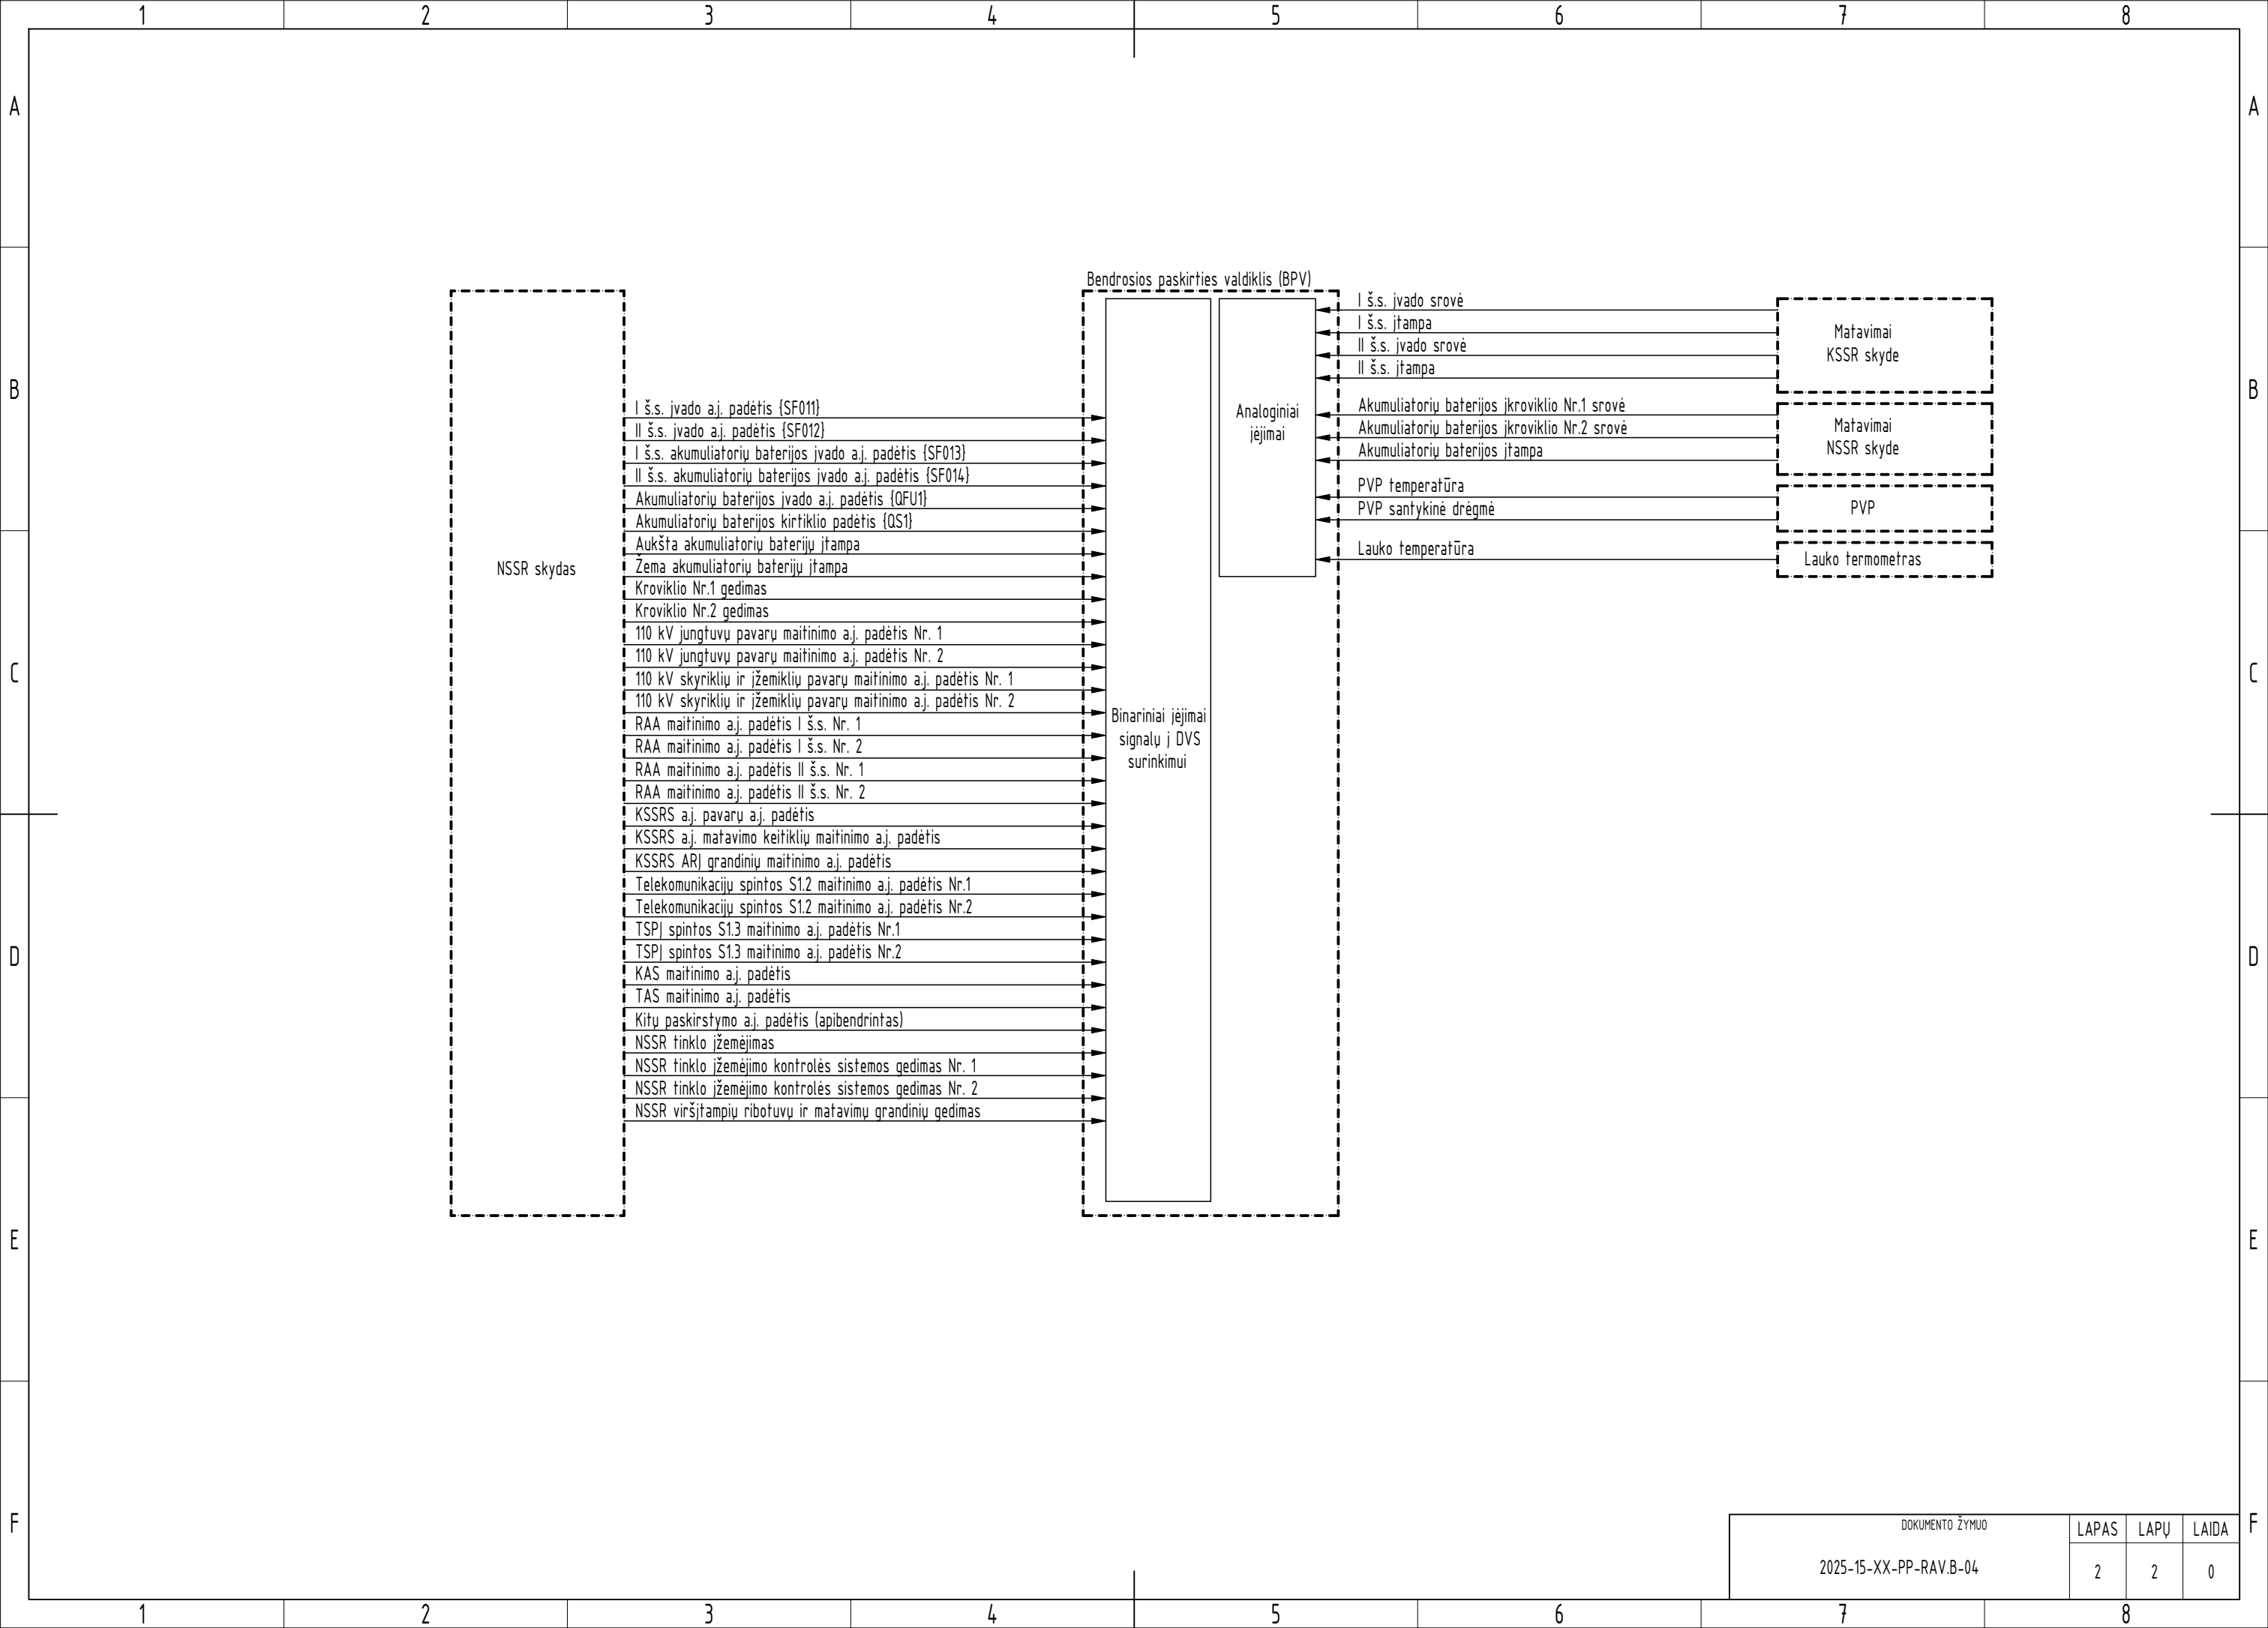 1 2 3 4 5 6 7 8
A A
B B
C C
D D
E E
F F
Bendrosios paskirties valdiklis (BPV)
NSSR skydas
I š.s. įvado a.j. padėtis {SF011}
II š.s. įvado a.j. padėtis {SF012}
I š.s. akumuliatorių baterijos įvado a.j. padėtis {SF013}
II š.s. akumuliatorių baterijos įvado a.j. padėtis {SF014}
Akumuliatorių baterijos įvado a.j. padėtis {QFU1}
Akumuliatorių baterijos kirtiklio padėtis {QS1}
Aukšta akumuliatorių baterijų įtampa
Žema akumuliatorių baterijų įtampa
Kroviklio Nr.1 gedimas
Kroviklio Nr.2 gedimas
110 kV jungtuvų pavarų maitinimo a.j. padėtis Nr. 1
110 kV jungtuvų pavarų maitinimo a.j. padėtis Nr. 2
110 kV skyriklių ir įžemiklių pavarų maitinimo a.j. padėtis Nr. 1
110 kV skyriklių ir įžemiklių pavarų maitinimo a.j. padėtis Nr. 2
RAA maitinimo a.j. padėtis I š.s. Nr. 1
RAA maitinimo a.j. padėtis I š.s. Nr. 2
RAA maitinimo a.j. padėtis II š.s. Nr. 1
RAA maitinimo a.j. padėtis II š.s. Nr. 2
KSSRS a.j. pavarų a.j. padėtis
KSSRS a.j. matavimo keitiklių maitinimo a.j. padėtis
KSSRS ARĮ grandinių maitinimo a.j. padėtis
Telekomunikacijų spintos S1.2 maitinimo a.j. padėtis Nr.1
Telekomunikacijų spintos S1.2 maitinimo a.j. padėtis Nr.2
TSPĮ spintos S1.3 maitinimo a.j. padėtis Nr.1
TSPĮ spintos S1.3 maitinimo a.j. padėtis Nr.2
KAS maitinimo a.j. padėtis
TAS maitinimo a.j. padėtis
Kitų paskirstymo a.j. padėtis (apibendrintas)
NSSR tinklo įžemėjimas
NSSR tinklo įžemėjimo kontrolės sistemos gedimas Nr. 1
NSSR tinklo įžemėjimo kontrolės sistemos gedimas Nr. 2
NSSR viršįtampių ribotuvų ir matavimų grandinių gedimas
Binariniai įėjimai
signalų į DVS
surinkimui
Analoginiai
įėjimai
I š.s. įvado srovė
I š.s. įtampa
II š.s. įvado srovė
II š.s. įtampa
Akumuliatorių baterijos įkroviklio Nr.1 srovė
Akumuliatorių baterijos įkroviklio Nr.2 srovė
Akumuliatorių baterijos įtampa
PVP temperatūra
PVP santykinė drėgmė
Lauko temperatūra
Matavimai
KSSR skyde
Matavimai
NSSR skyde
PVP
Lauko termometras
DOKUMENTO ŽYMUO
LAPAS LAPŲ LAIDA
2025-15-XX-PP-RAV.B-04
2 2 0
1 2 3 4 5 6 7 8